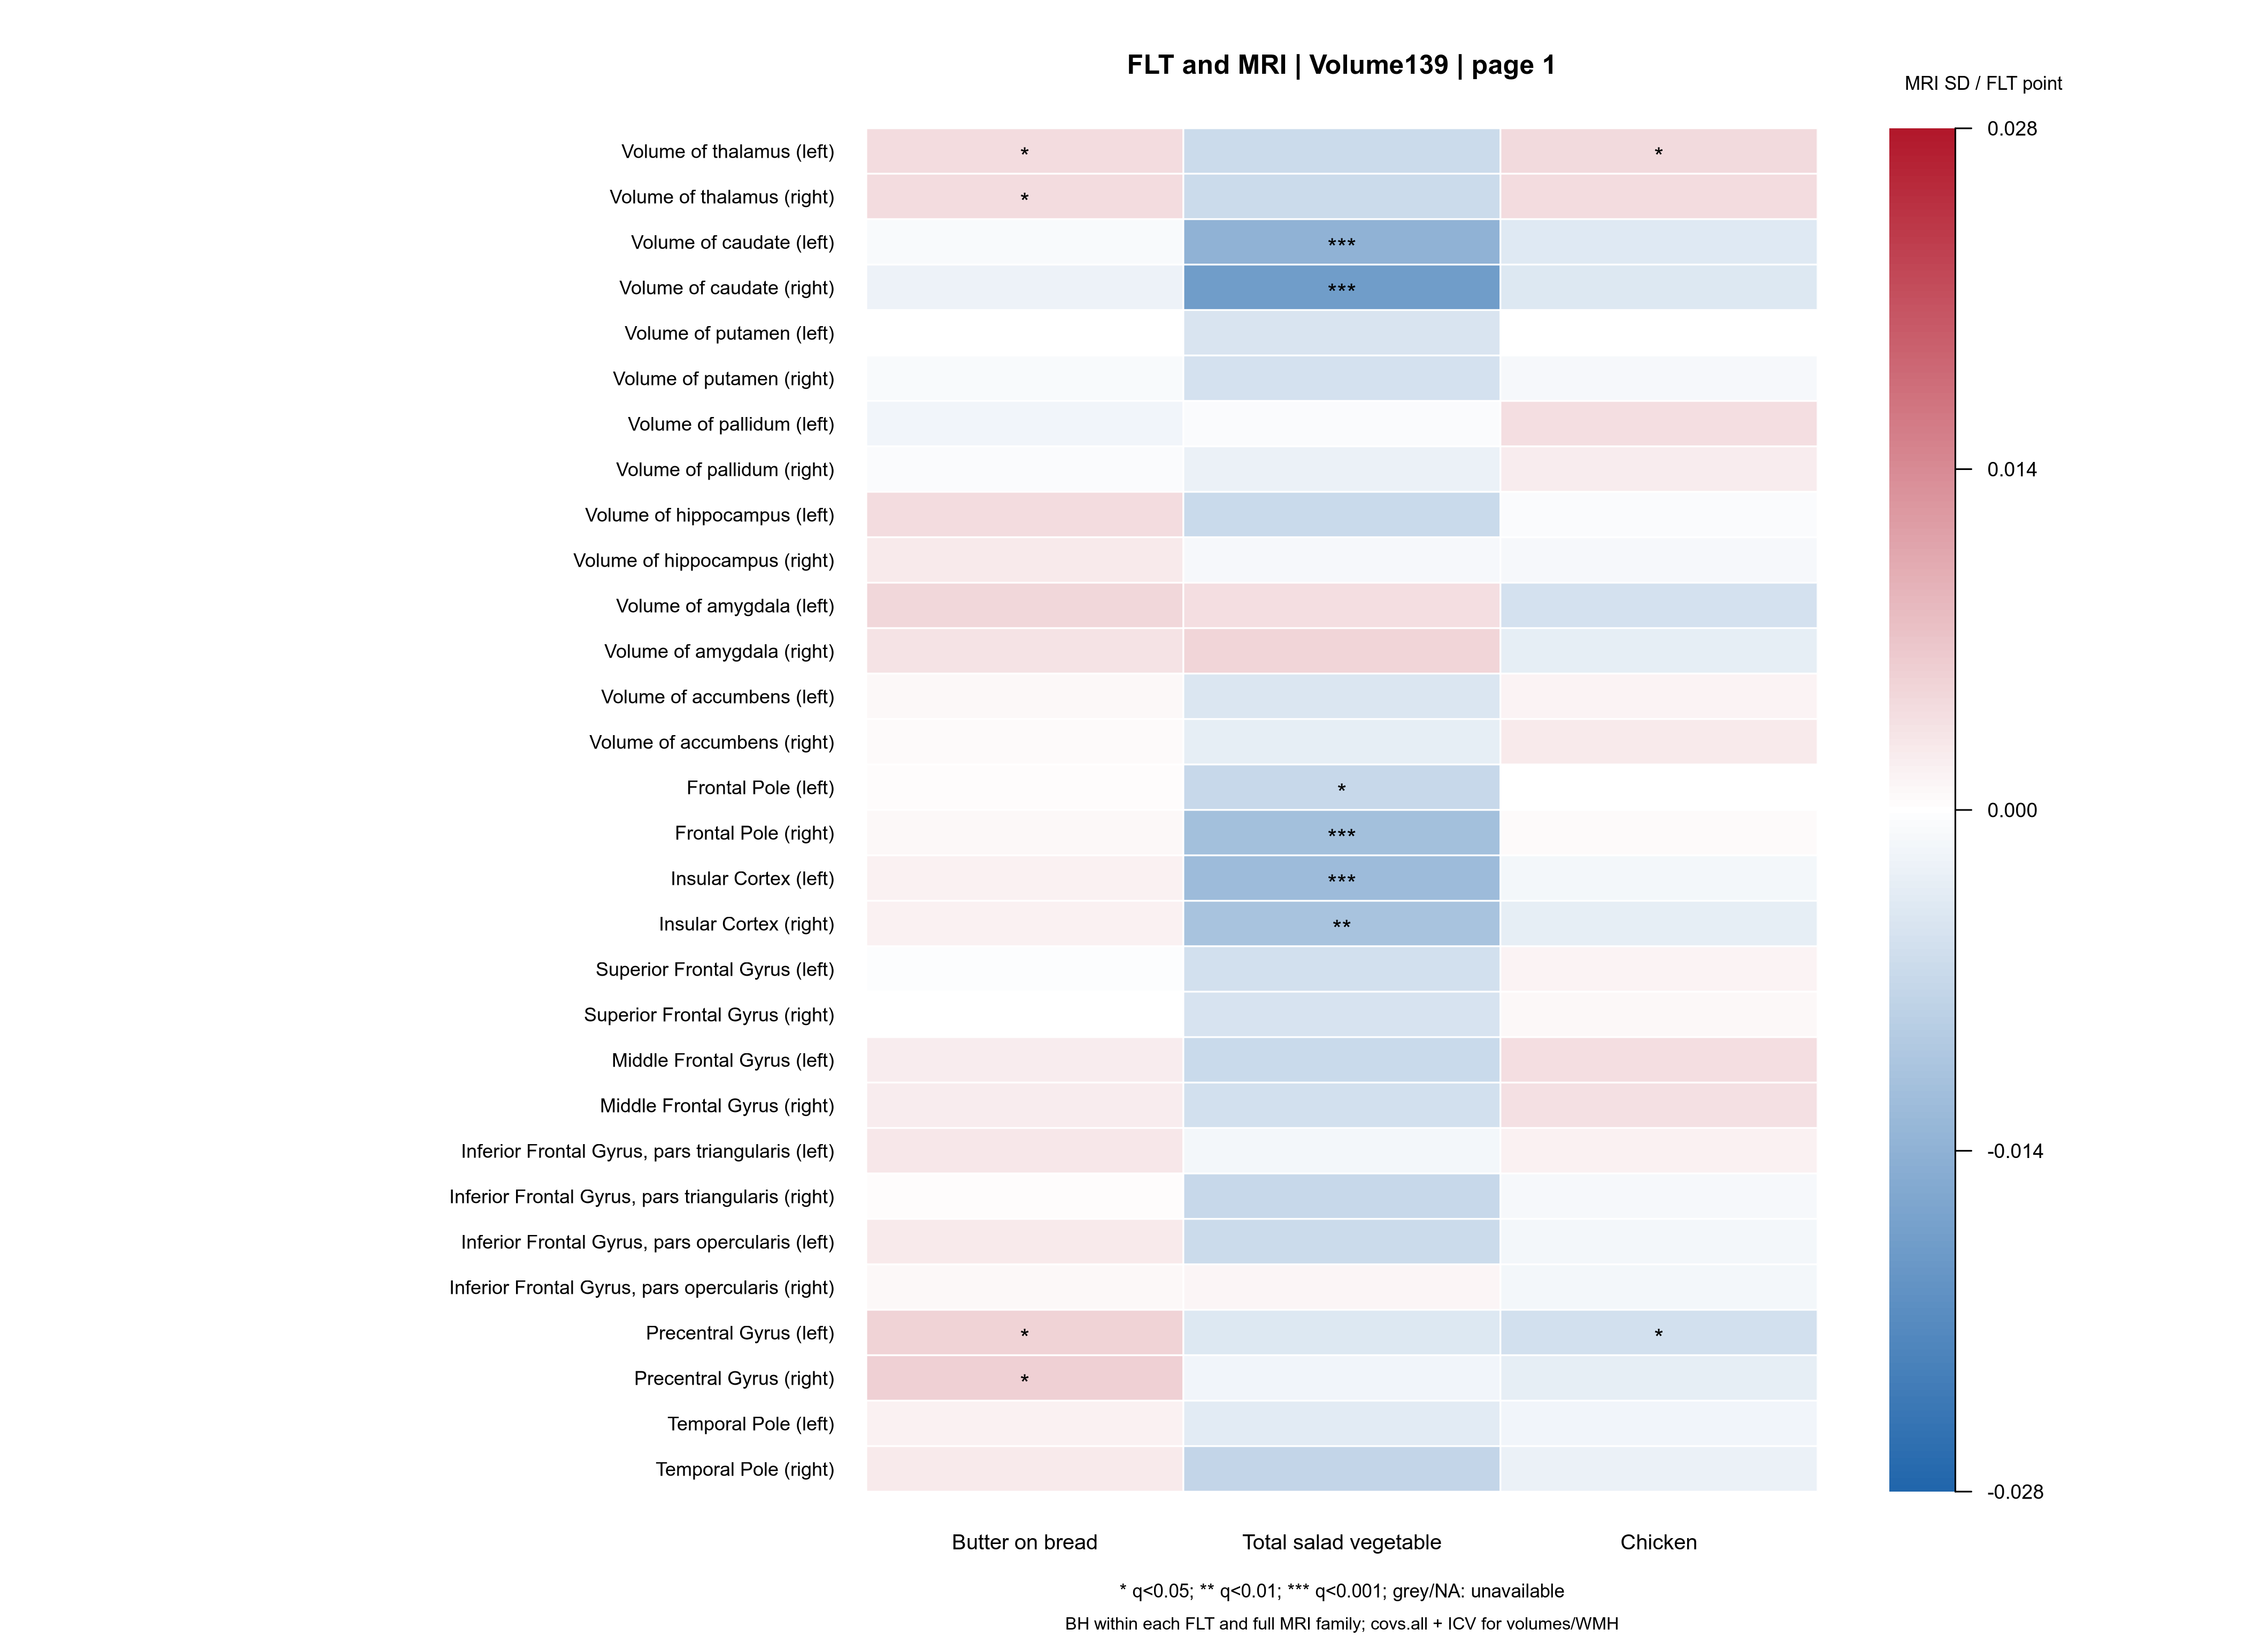 FLT and MRI | Volume139 | page 1
MRI SD / FLT point
0.028
0.014
0.000
-0.014
-0.028
Volume of thalamus (left) * *
Volume of thalamus (right) *
Volume of caudate (left) ***
Volume of caudate (right) ***
Volume of putamen (left)
Volume of putamen (right)
Volume of pallidum (left)
Volume of pallidum (right)
Volume of hippocampus (left)
Volume of hippocampus (right)
Volume of amygdala (left)
Volume of amygdala (right)
Volume of accumbens (left)
Volume of accumbens (right)
Frontal Pole (left) *
Frontal Pole (right) ***
Insular Cortex (left) ***
Insular Cortex (right) **
Superior Frontal Gyrus (left)
Superior Frontal Gyrus (right)
Middle Frontal Gyrus (left)
Middle Frontal Gyrus (right)
Inferior Frontal Gyrus, pars triangularis (left)
Inferior Frontal Gyrus, pars triangularis (right)
Inferior Frontal Gyrus, pars opercularis (left)
Inferior Frontal Gyrus, pars opercularis (right)
Precentral Gyrus (left) * *
Precentral Gyrus (right) *
Temporal Pole (left)
Temporal Pole (right)
Butter on bread Total salad vegetable Chicken
* q<0.05; ** q<0.01; *** q<0.001; grey/NA: unavailable
BH within each FLT and full MRI family; covs.all + ICV for volumes/WMH